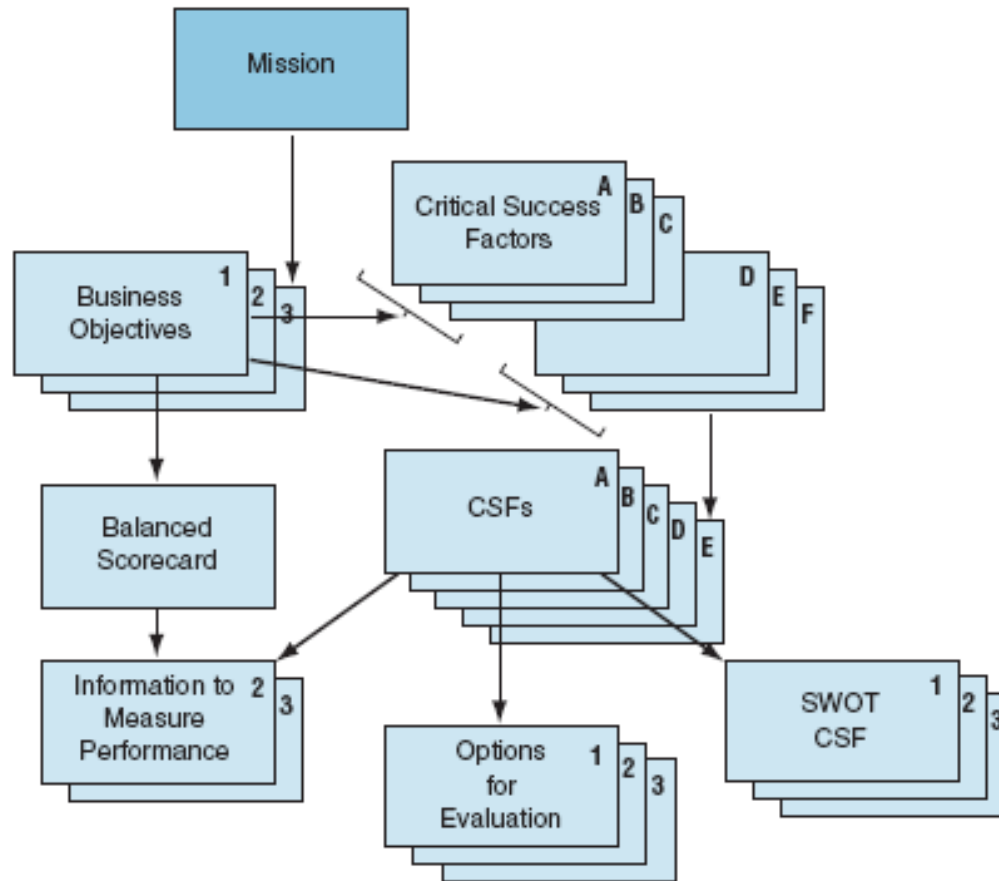 Mission
A
B
C
Critical Success
Factors
D
E
F
1
2
3
Business
Objectives
A
B
C
D
E
CSFs
Balanced
Scorecard
Information to
Measure
Performance
2
3
Options
for
Evaluation
1
2
3
SWOT
CSF
1
2
3